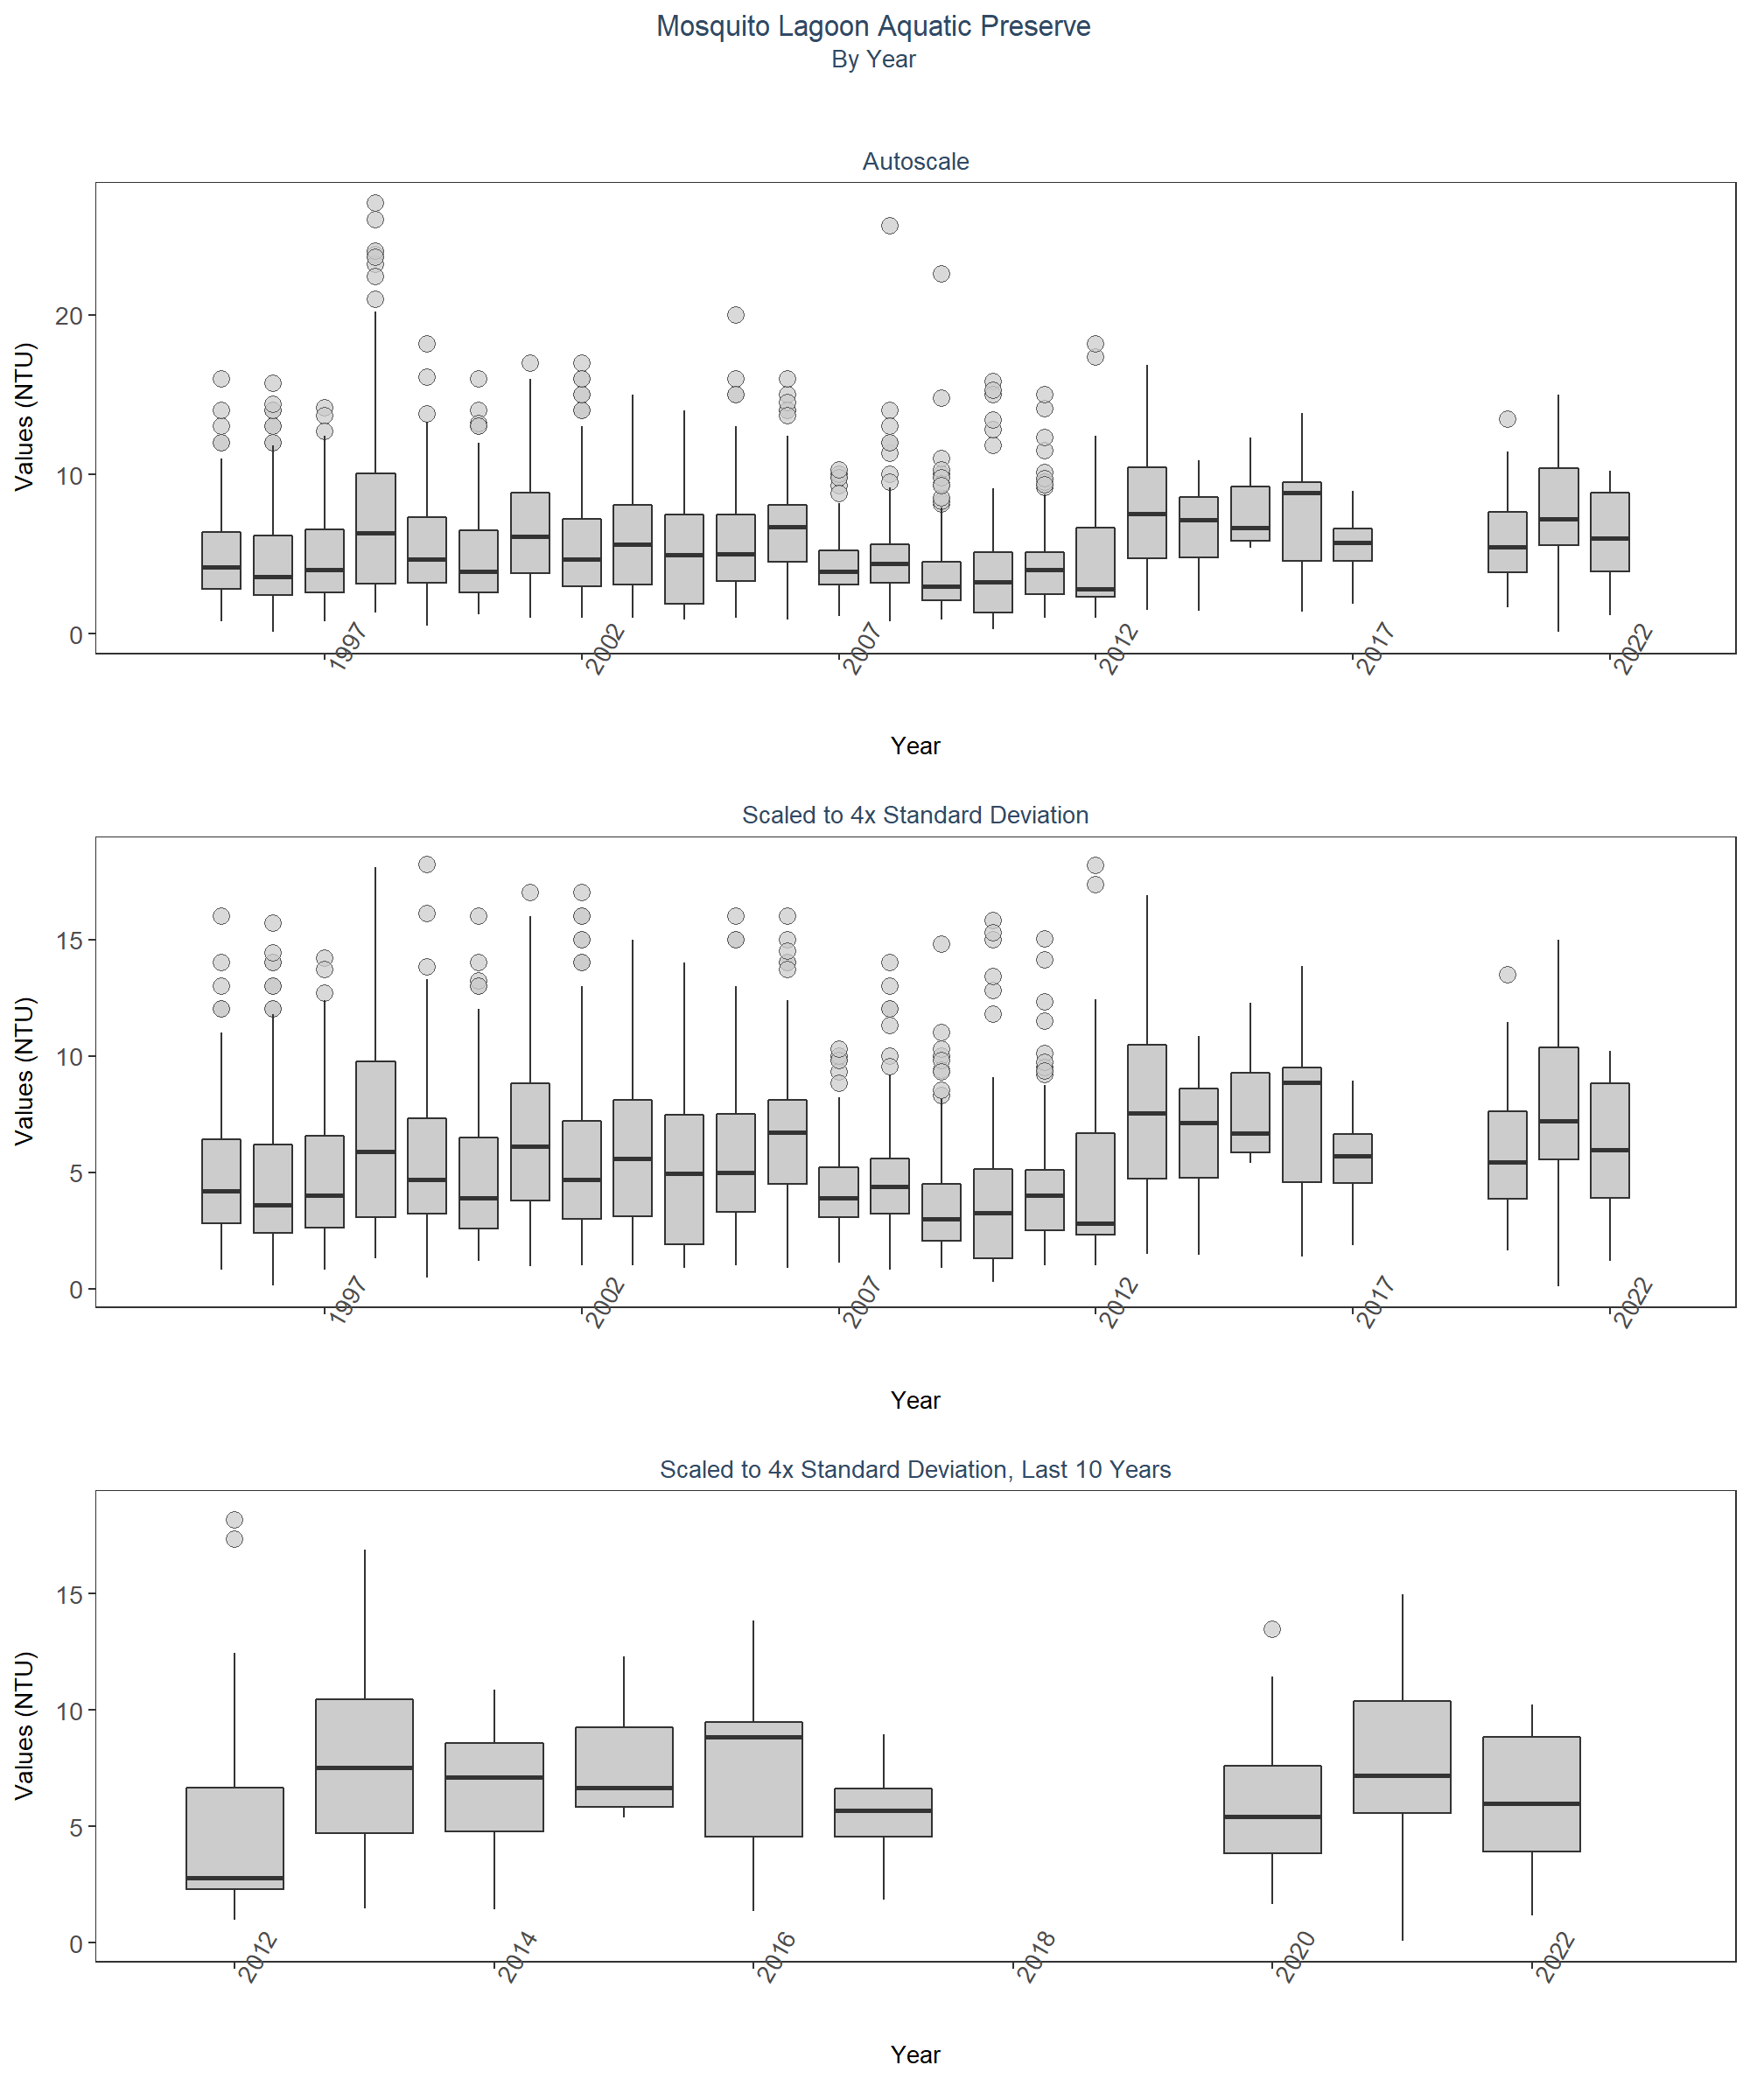 Mosquito Lagoon Aquatic Preserve
By Year
Autoscale
Values (NTU)
20
10
0
1997 2002 2007 2012 2017 2022
Year
Scaled to 4x Standard Deviation
Values (NTU)
15
10
5
0
1997 2002 2007 2012 2017 2022
Year
Scaled to 4x Standard Deviation, Last 10 Years
Values (NTU)
15
10
5
0
2012 2014 2016 2018 2020 2022
Year